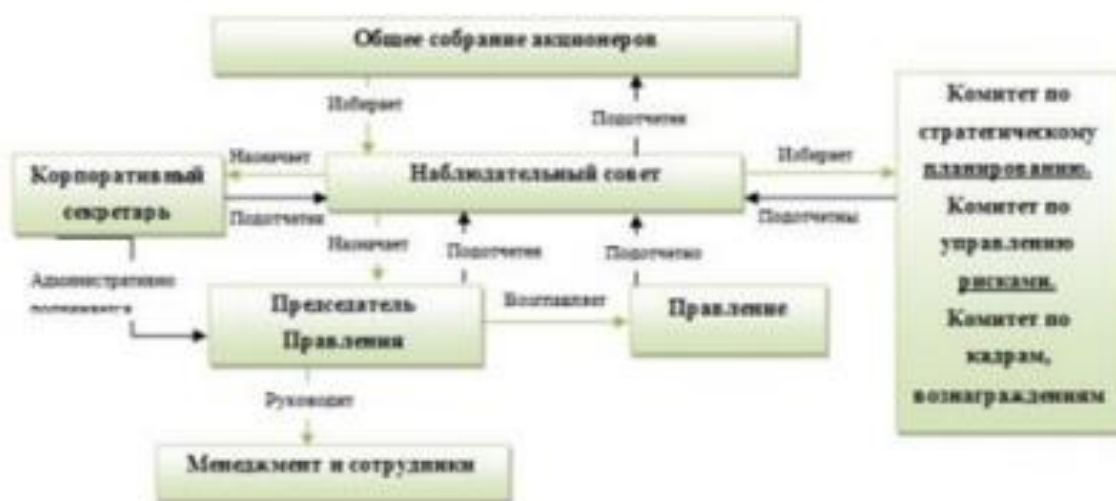 Общее собрание акционеров
Избирает
Подотчетен
Комитет по
стратегическому
планированию,
Комитет по
управлению
рисками,
Комитет по
кадрам,
вознаграждениям
Назначает
Наблюдательный совет
Избирает
Корпоративный
секретарь
Подотчетен
Подотчетны
Назначает
Подотчетен
Подотчетно
Административно
Председатель
Правления
Возглавляет
Правление
Руководит
Менеджмент и сотрудники